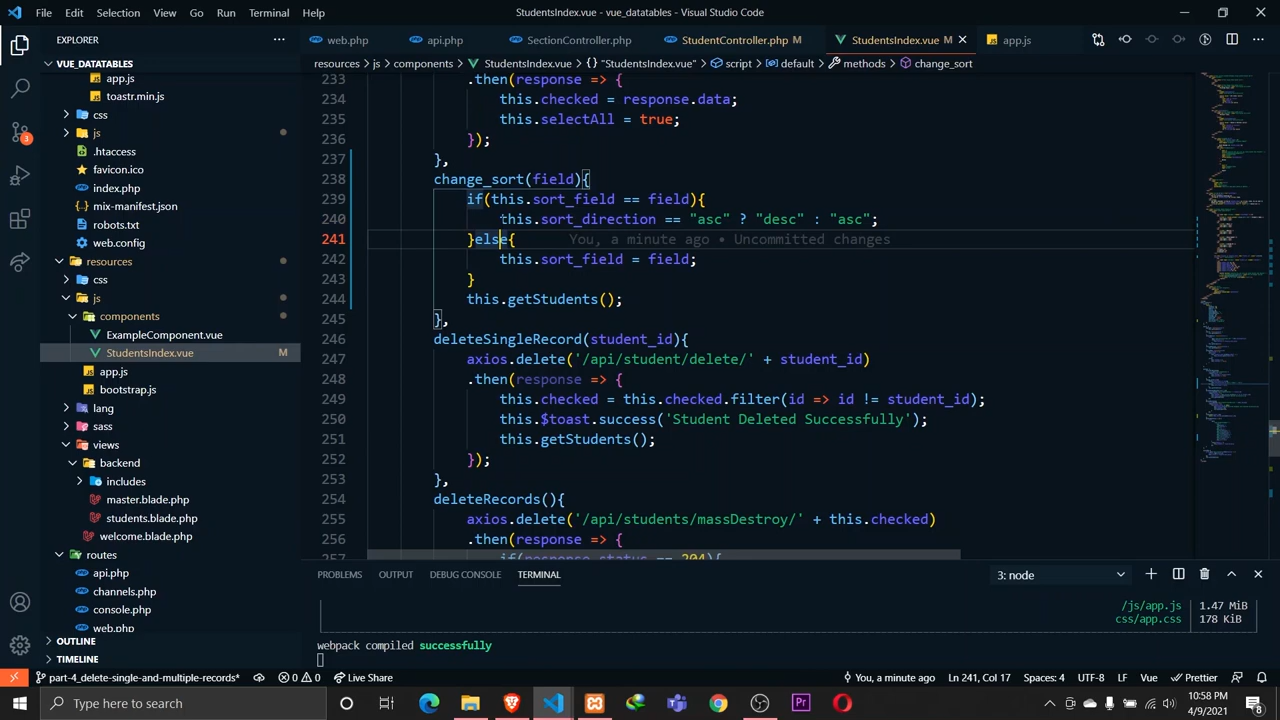 File Edit Selection View Go Run Terminal Help
StudentsIndex.vue - vue_datatables - Visual Studio Code
EXPLORER
web.php
api.php
SectionController.php
StudentController.php M
StudentsIndex.vue M
app.js
VUE_DATATABLES
resources > js > components > StudentsIndex.vue > {} "StudentsIndex.vue" > script > default > methods > change_sort
app.js
toastr.min.js
css
js
.htaccess
favicon.ico
index.php
mix-manifest.json
robots.txt
web.config
resources
css
js
components
ExampleComponent.vue
StudentsIndex.vue M
app.js
bootstrap.js
lang
sass
views
backend
includes
master.blade.php
students.blade.php
welcome.blade.php
routes
api.php
channels.php
console.php
web.php
OUTLINE
TIMELINE
3
233 .then(response => {
234 this.checked = response.data;
235 this.selectAll = true;
236 });
237 },
238 change_sort(field){
239 if(this.sort_field == field){
240 this.sort_direction == "asc" ? "desc" : "asc";
241 }else{ You, a minute ago • Uncommitted changes
242 this.sort_field = field;
243 }
244 this.getStudents();
245 },
246 deleteSingleRecord(student_id){
247 axios.delete('/api/student/delete/' + student_id)
248 .then(response => {
249 this.checked = this.checked.filter(id => id != student_id);
250 this.$toast.success('Student Deleted Successfully');
251 this.getStudents();
252 });
253 },
254 deleteRecords(){
255 axios.delete('/api/students/massDestroy/' + this.checked)
256 .then(response => {
257 if(response.status == 204){
PROBLEMS OUTPUT DEBUG CONSOLE TERMINAL
3: node
/js/app.js 1.47 MiB
css/app.css 178 KiB
webpack compiled successfully
part-4_delete-single-and-multiple-records* 0 0 Live Share
You, a minute ago Ln 241, Col 17 Spaces: 4 UTF-8 LF Vue Prettier
Type here to search
Pr
10:58 PM
4/9/2021
8